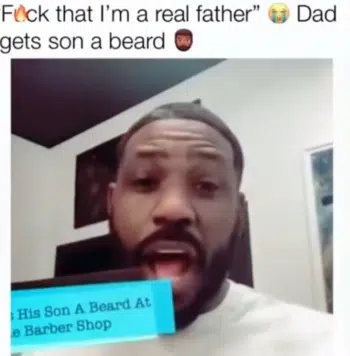 F🔥ck that I'm a real father” 😭 Dad
gets son a beard 🧔🏾
His Son A Beard At
Barber Shop